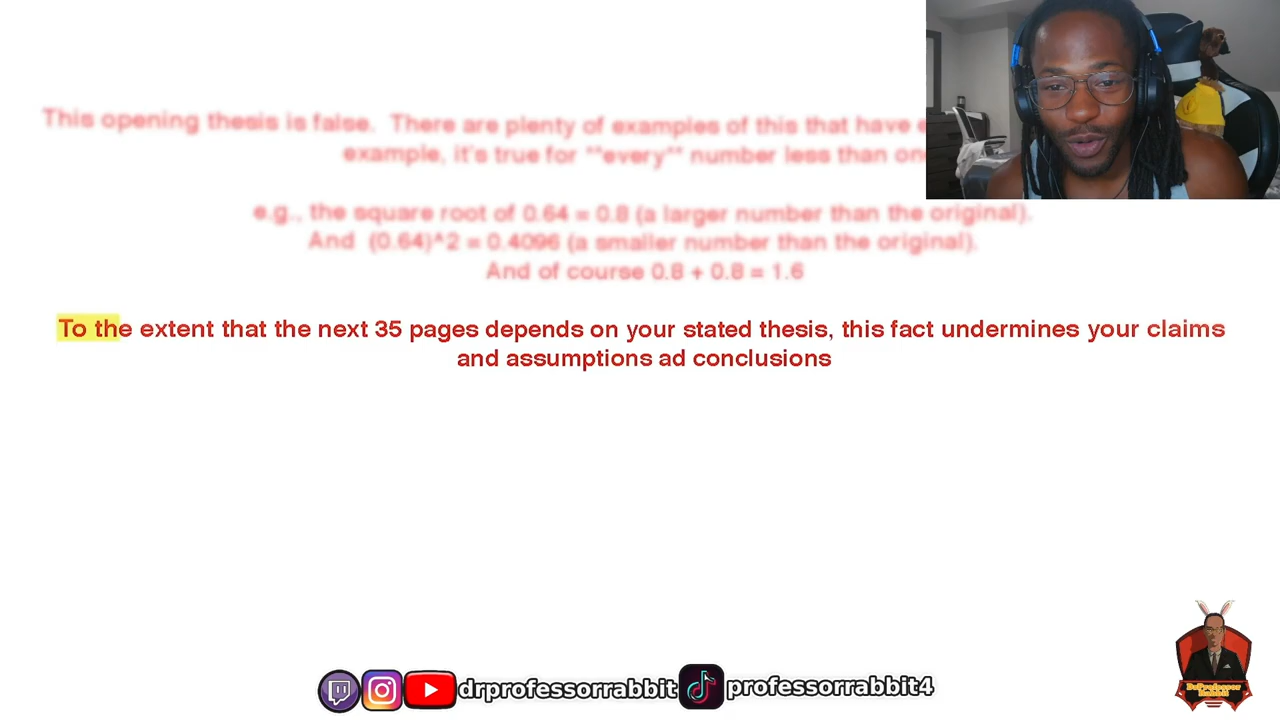 This opening thesis is false. There are plenty of examples of this that have
example, it's true for **every** number less than one
e.g., the square root of 0.64 = 0.8 (a larger number than the original).
And (0.64)^2 = 0.4096 (a smaller number than the original).
And of course 0.8 + 0.8 = 1.6
To the extent that the next 35 pages depends on your stated thesis, this fact undermines your claims
and assumptions ad conclusions
drprofessorrabbit professorrabbit4
DrProfessor
Rabbit